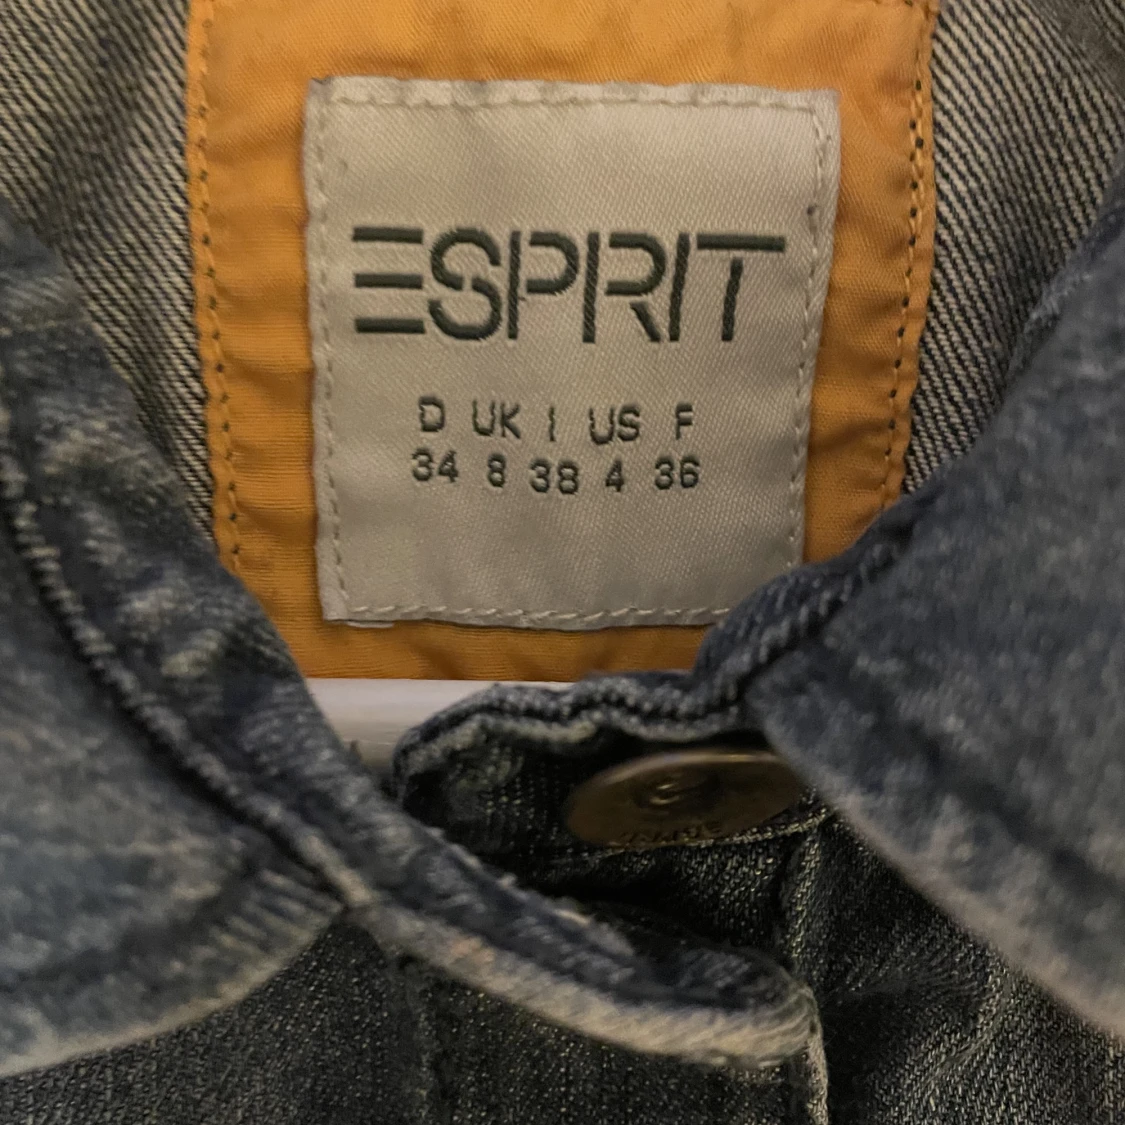 ESPRIT
D UK I US F
34 8 38 4 36